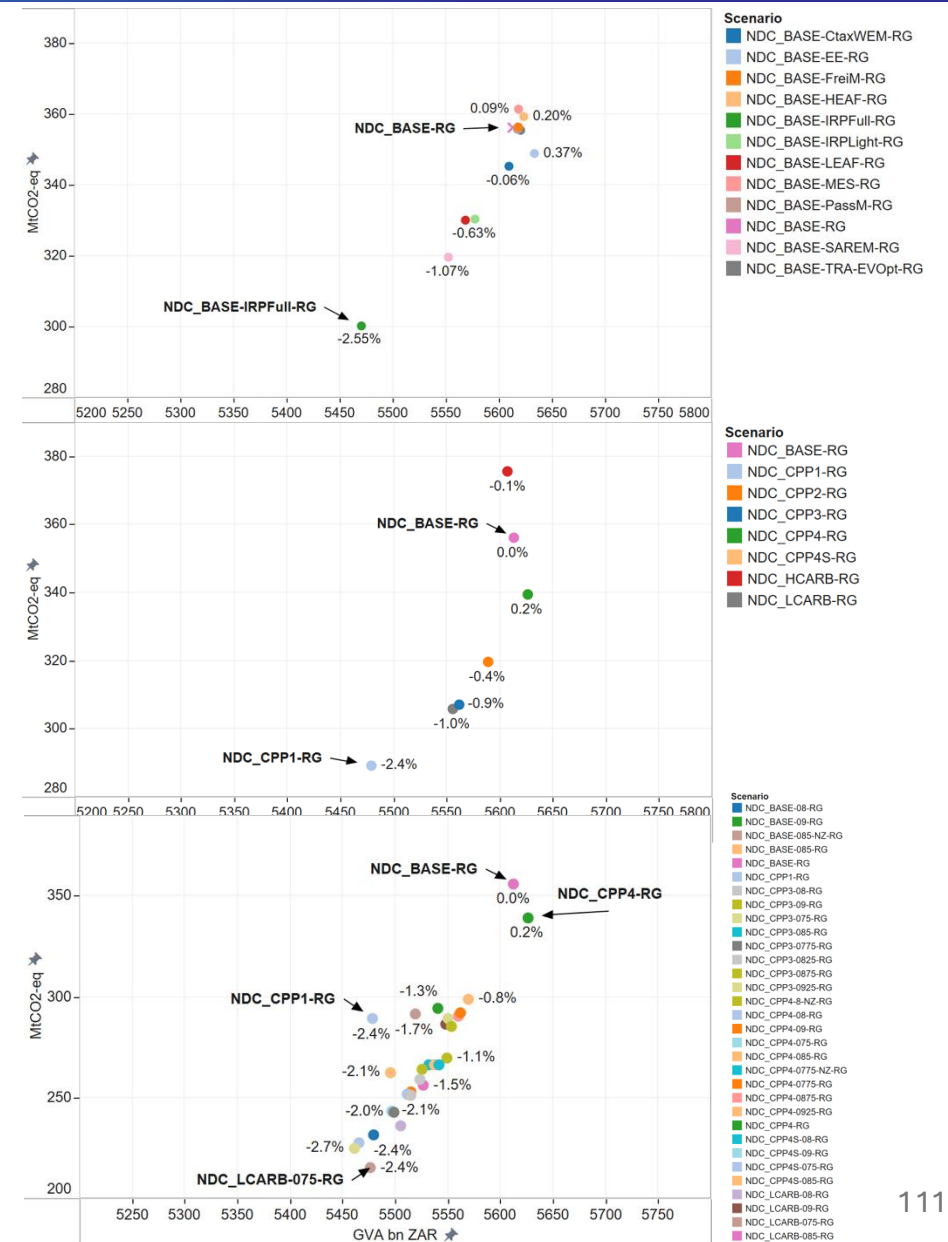 Scenario
NDC_BASE-CtaxWEM-RG
NDC_BASE-EE-RG
NDC_BASE-FreiM-RG
NDC_BASE-HEAF-RG
NDC_BASE-IRPFull-RG
NDC_BASE-IRPLight-RG
NDC_BASE-LEAF-RG
NDC_BASE-MES-RG
NDC_BASE-PassM-RG
NDC_BASE-RG
NDC_BASE-SAREM-RG
NDC_BASE-TRA-EVOpt-RG
MtCO2-eq
380
360
340
320
300
280
0.09%
0.20%
NDC_BASE-RG
0.37%
-0.06%
-0.63%
-1.07%
NDC_BASE-IRPFull-RG
-2.55%
5200 5250 5300 5350 5400 5450 5500 5550 5600 5650 5700 5750 5800
Scenario
NDC_BASE-RG
NDC_CPP1-RG
NDC_CPP2-RG
NDC_CPP3-RG
NDC_CPP4-RG
NDC_CPP4S-RG
NDC_HCARB-RG
NDC_LCARB-RG
MtCO2-eq
380
360
340
320
300
280
-0.1%
NDC_BASE-RG
0.0%
0.2%
-0.4%
-0.9%
-1.0%
NDC_CPP1-RG
-2.4%
5200 5250 5300 5350 5400 5450 5500 5550 5600 5650 5700 5750 5800
Scenario
NDC_BASE-08-RG
NDC_BASE-09-RG
NDC_BASE-085-NZ-RG
NDC_BASE-085-RG
NDC_BASE-RG
NDC_CPP1-RG
NDC_CPP3-08-RG
NDC_CPP3-09-RG
NDC_CPP3-075-RG
NDC_CPP3-085-RG
NDC_CPP3-0775-RG
NDC_CPP3-0825-RG
NDC_CPP3-0875-RG
NDC_CPP3-0925-RG
NDC_CPP4-8-NZ-RG
NDC_CPP4-08-RG
NDC_CPP4-09-RG
NDC_CPP4-075-RG
NDC_CPP4-085-RG
NDC_CPP4-0775-NZ-RG
NDC_CPP4-0775-RG
NDC_CPP4-0875-RG
NDC_CPP4-0925-RG
NDC_CPP4-RG
NDC_CPP4S-08-RG
NDC_CPP4S-09-RG
NDC_CPP4S-075-RG
NDC_CPP4S-085-RG
NDC_LCARB-08-RG
NDC_LCARB-09-RG
NDC_LCARB-075-RG
NDC_LCARB-085-RG
MtCO2-eq
350
300
250
200
NDC_BASE-RG
0.0%
NDC_CPP4-RG
0.2%
-1.3%
-0.8%
NDC_CPP1-RG
-2.4%
-1.7%
-1.1%
-2.1%
-1.5%
-2.0%
-2.1%
-2.7%
-2.4%
NDC_LCARB-075-RG
-2.4%
5250 5300 5350 5400 5450 5500 5550 5600 5650 5700 5750
GVA bn ZAR
111